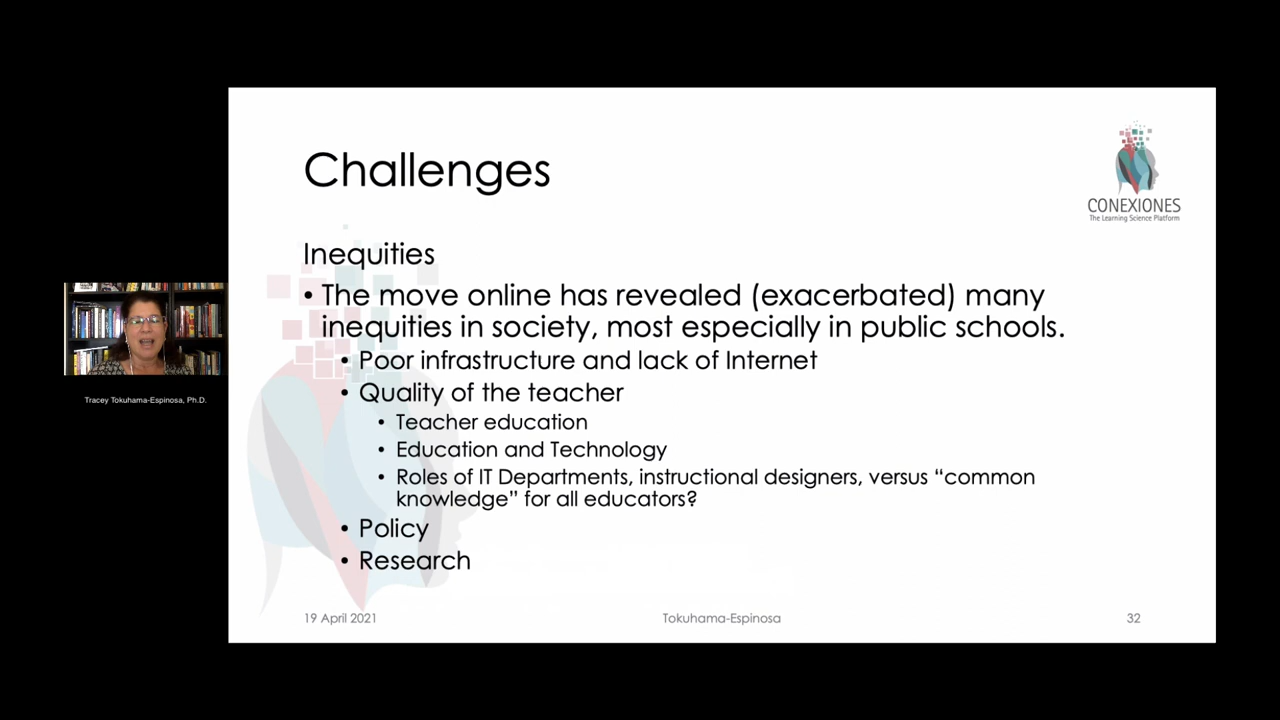 Challenges
CONEXIONES
The Learning Science Platform
Inequities
• The move online has revealed (exacerbated) many
inequities in society, most especially in public schools.
• Poor infrastructure and lack of Internet
• Quality of the teacher
• Teacher education
• Education and Technology
• Roles of IT Departments, instructional designers, versus “common
knowledge” for all educators?
• Policy
• Research
Tracey Tokuhama-Espinosa, Ph.D.
19 April 2021
Tokuhama-Espinosa
32